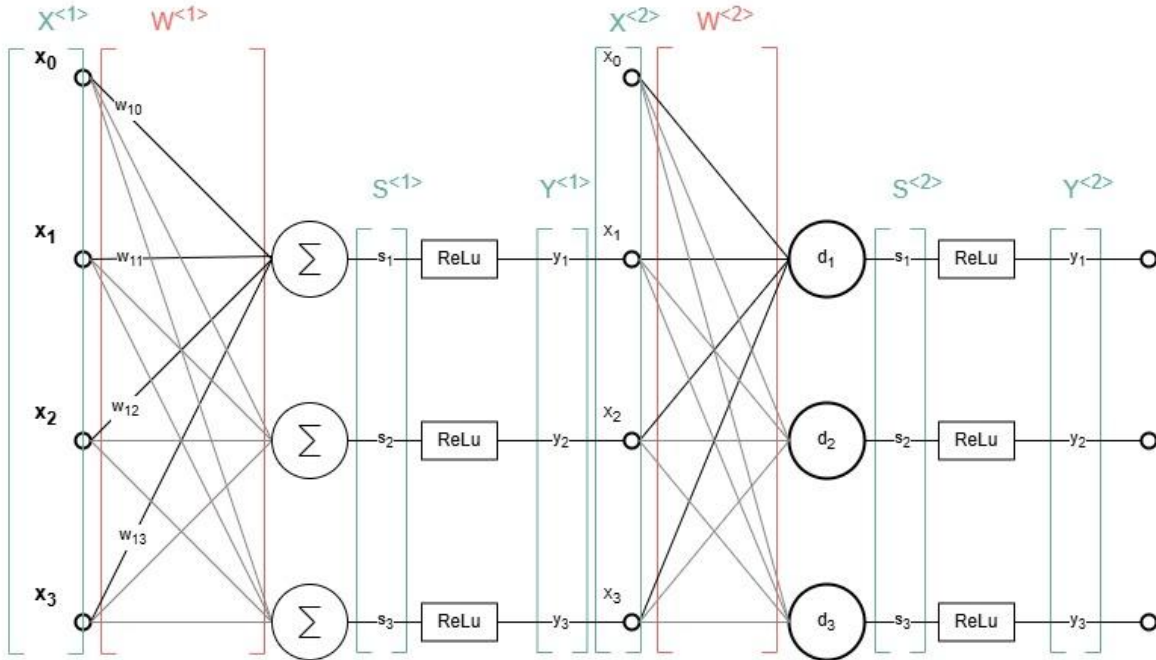 X<1> W<1> X<2> W<2>
x0 x0
w10
S<1> Y<1> S<2> Y<2>
x1 x1
w11 ∑ s1 ReLu y1 d1 s1 ReLu y1
w12
x2 x2
∑ s2 ReLu y2 d2 s2 ReLu y2
w13
x3 x3
∑ s3 ReLu y3 d3 s3 ReLu y3